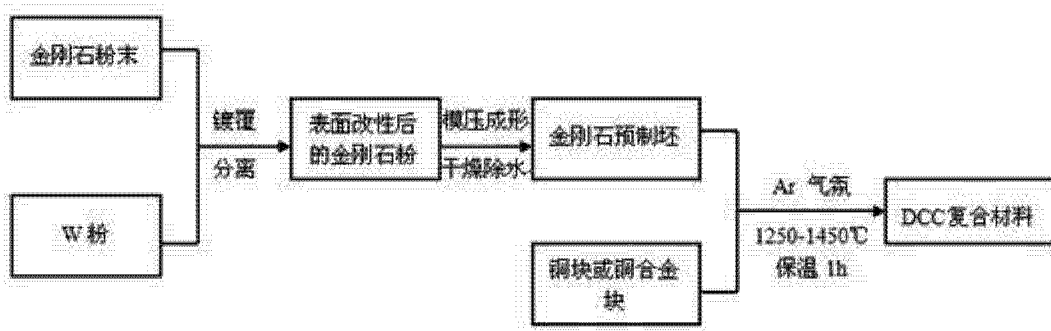 金刚石粉末
W 粉
镀覆
分离
表面改性后
的金刚石粉
模压成形
干燥除水
金刚石预制坯
铜块或铜合金
块
Ar 气氛
1250-1450℃
保温 1h
DCC复合材料